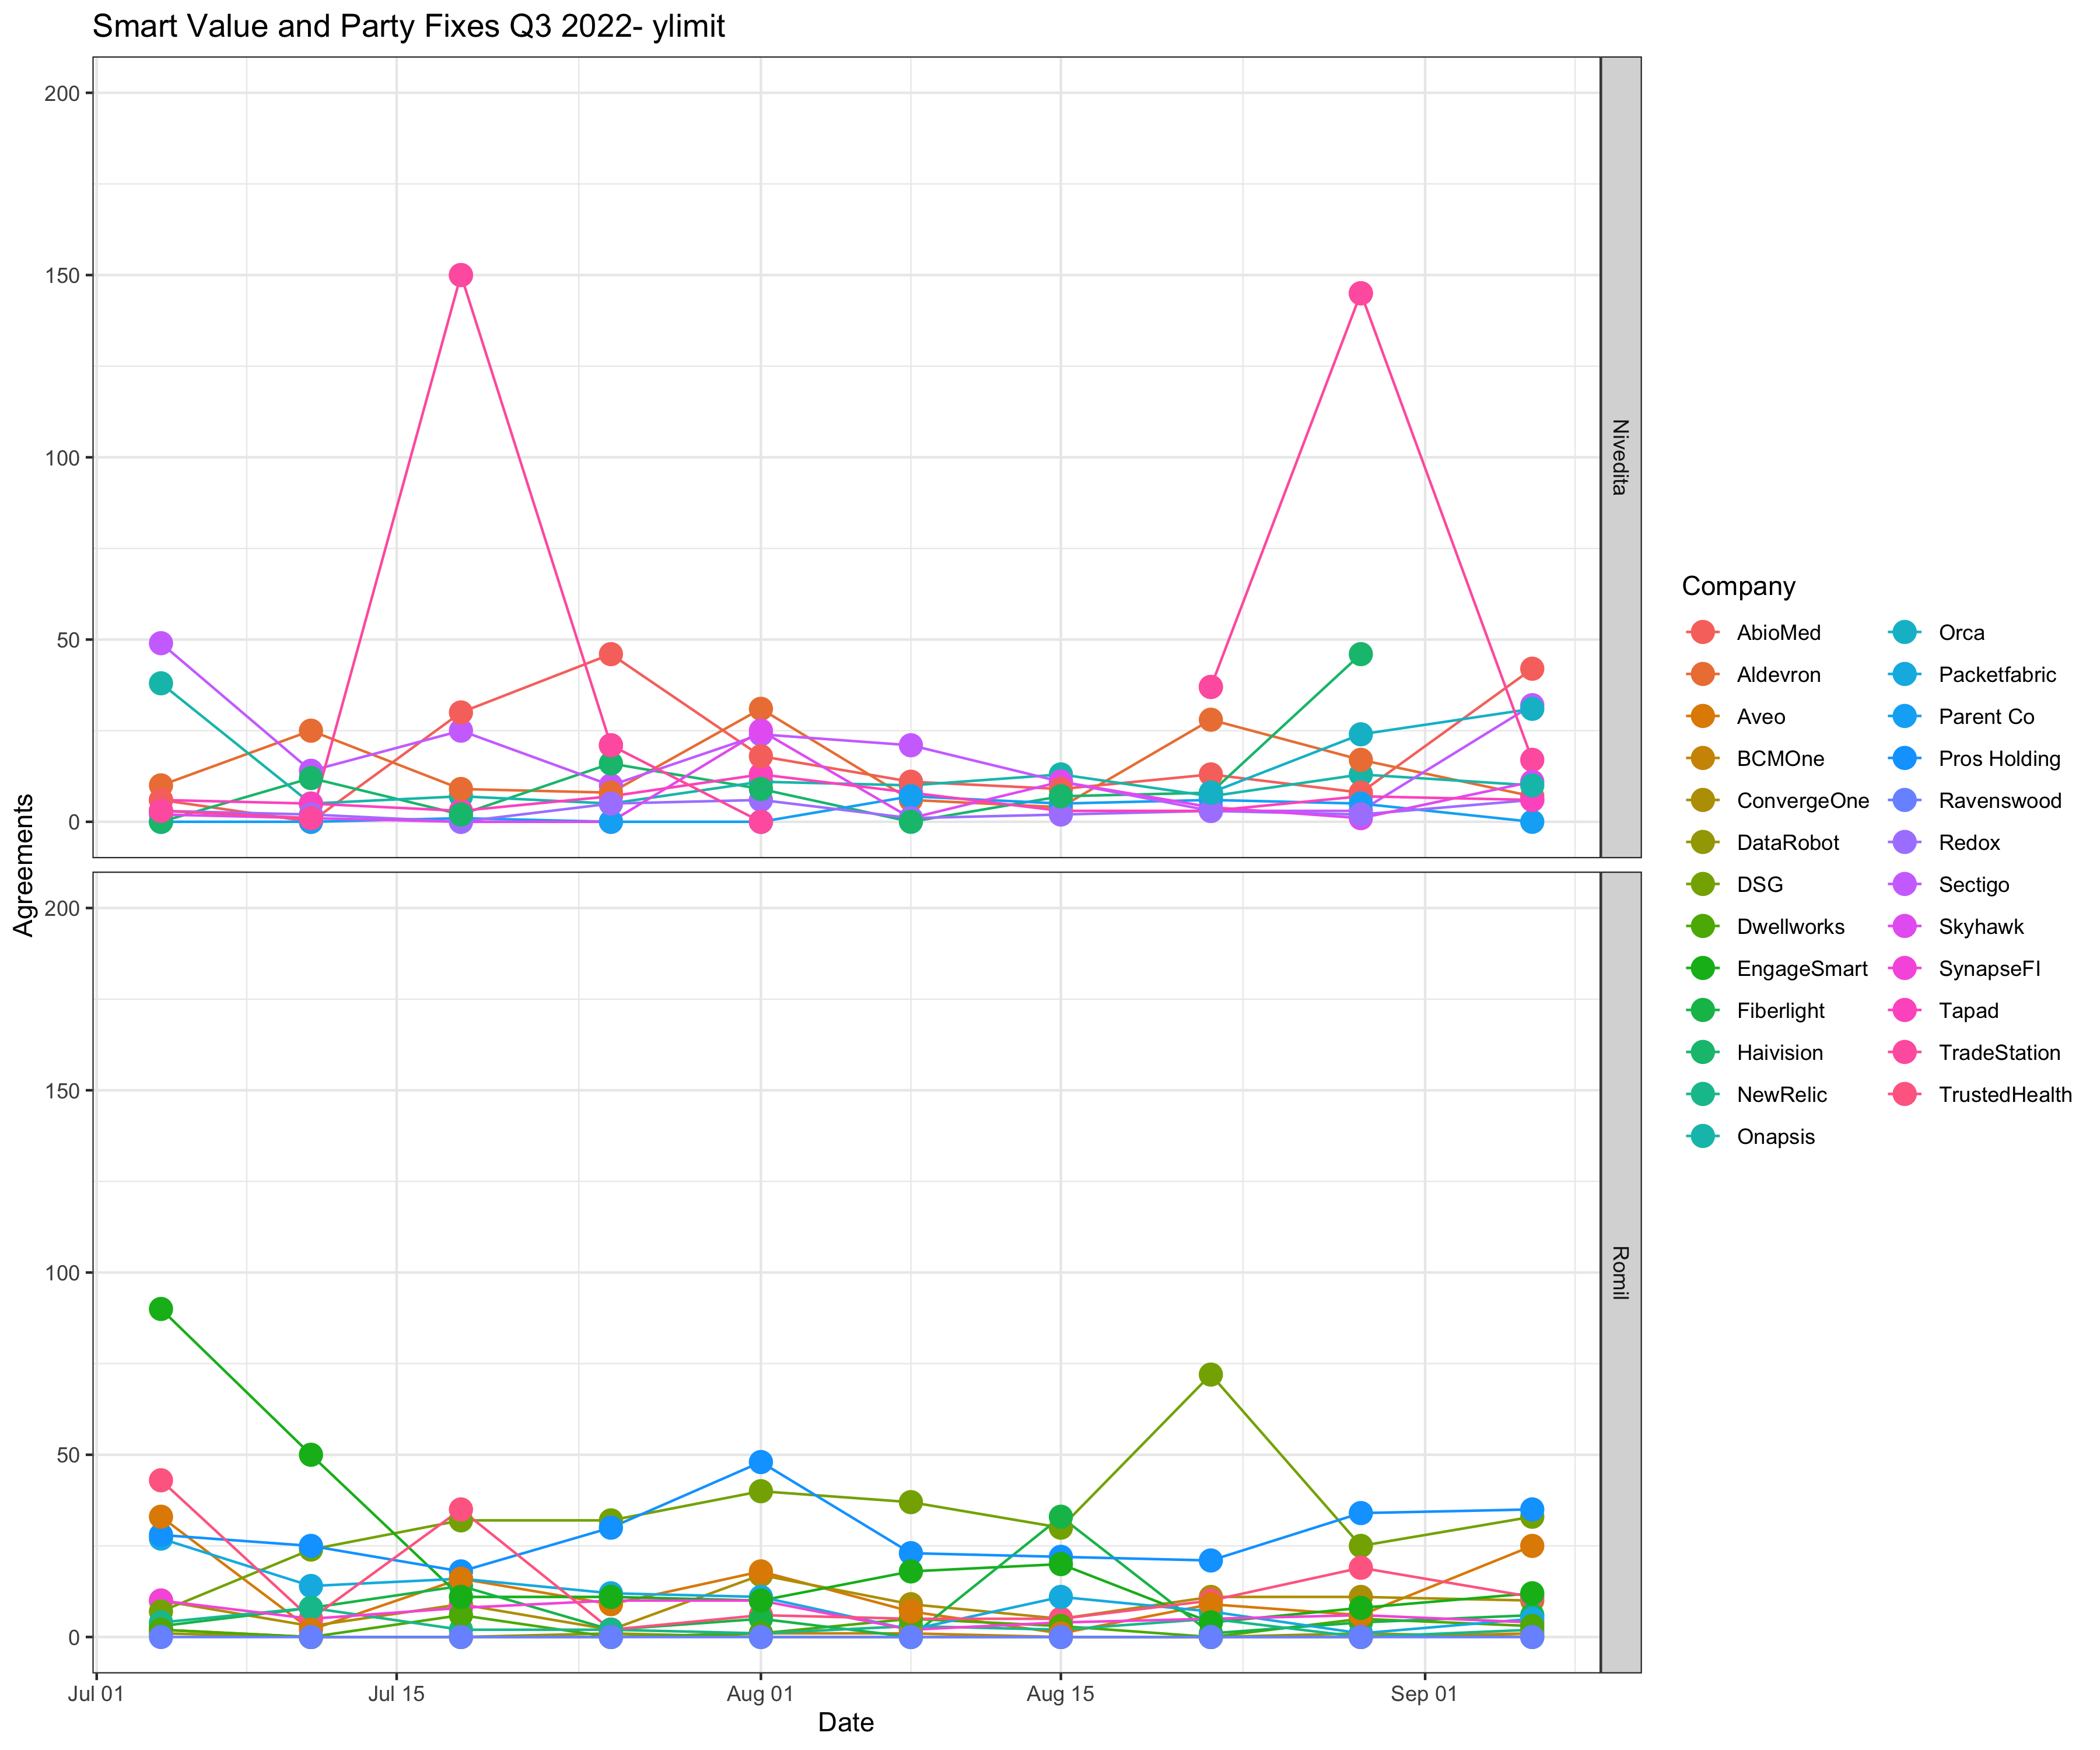 Smart Value and Party Fixes Q3 2022- ylimit
200
150
100
50
0
Nivedita
200
150
100
50
0
Romil
Agreements
Jul 01
Jul 15
Aug 01
Aug 15
Sep 01
Date
Company
AbioMed
Aldevron
Aveo
BCMOne
ConvergeOne
DataRobot
DSG
Dwellworks
EngageSmart
Fiberlight
Haivision
NewRelic
Onapsis
Orca
Packetfabric
Parent Co
Pros Holding
Ravenswood
Redox
Sectigo
Skyhawk
SynapseFI
Tapad
TradeStation
TrustedHealth